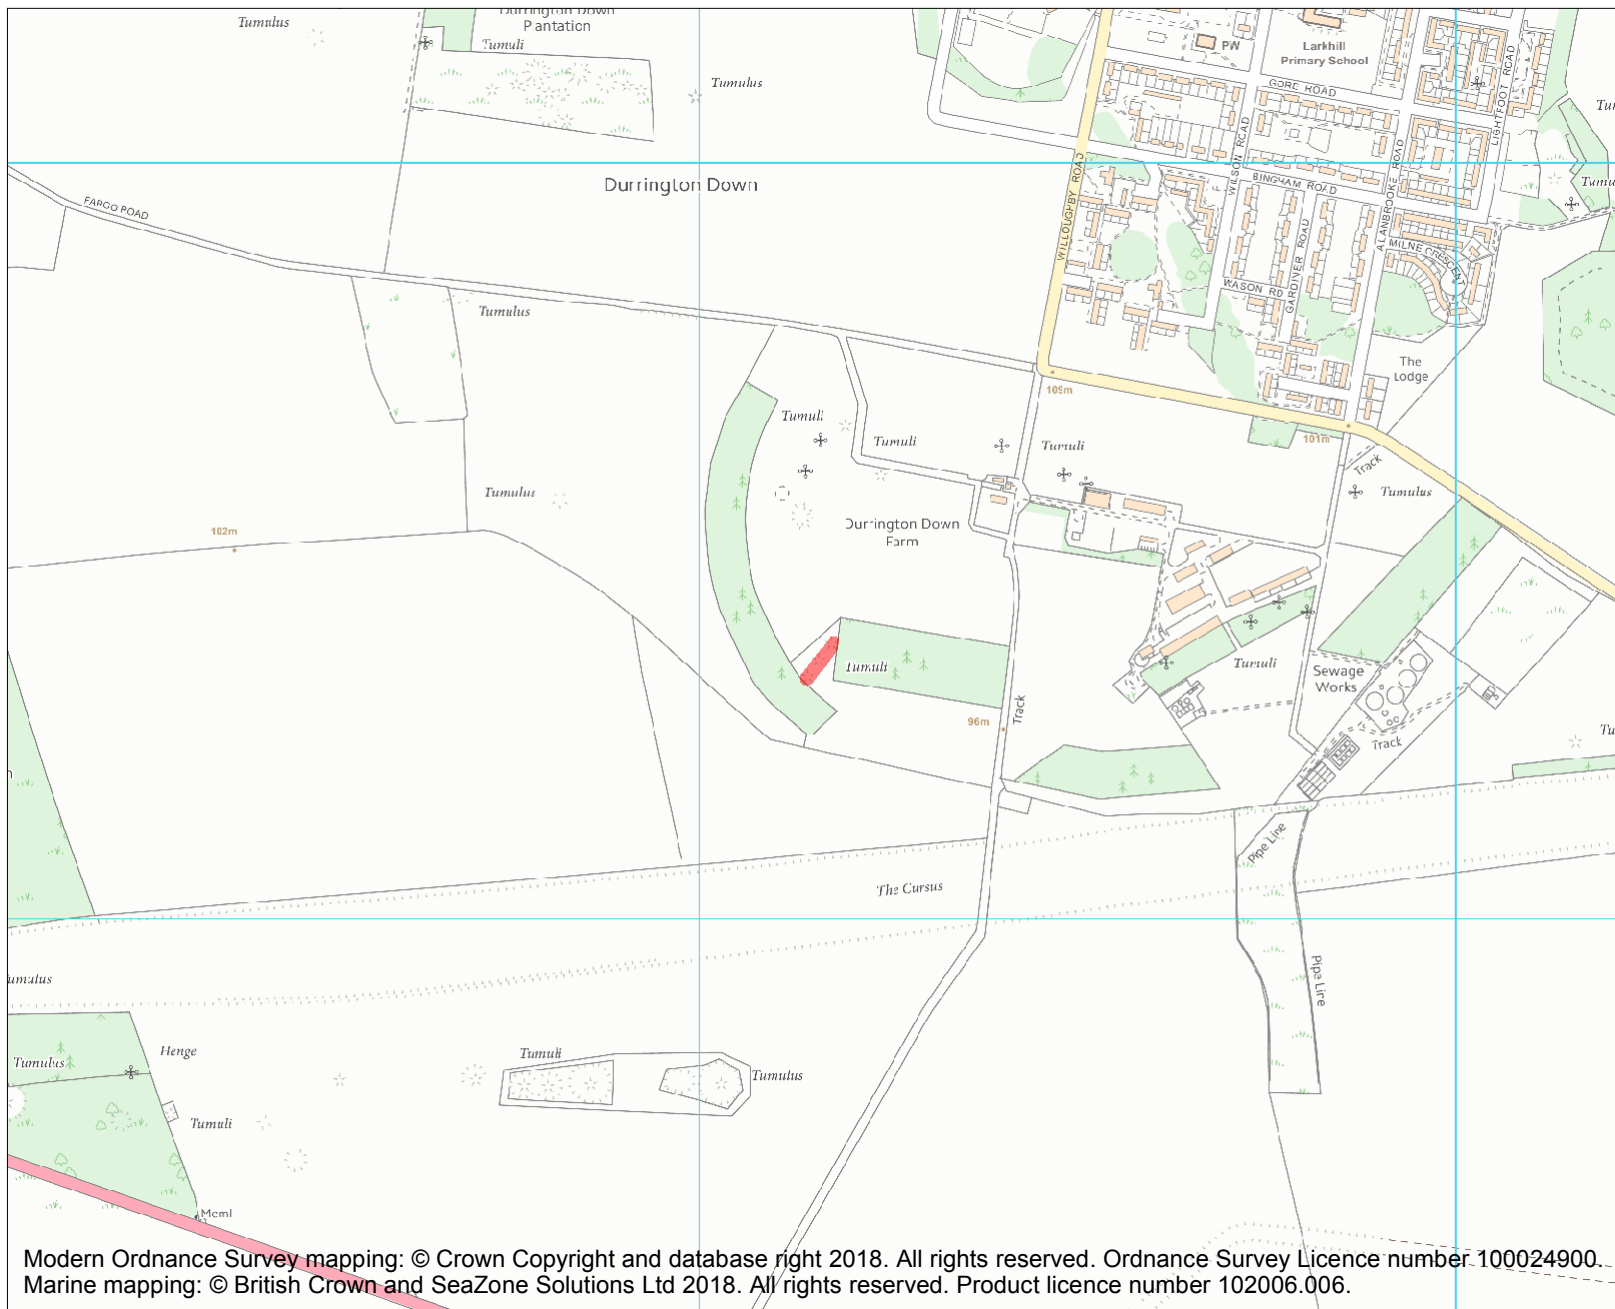 Tumulus
Durrington Down
Plantation
Tumuli
Tumulus
PW
Larkhill
Primary School
GORE ROAD
LIGHTFOOT ROAD
WILSON ROAD
BINGHAM ROAD
ALANBROOKE ROAD
WILLOUGHBY ROAD
Durrington Down
FARGO ROAD
MILNE CRESCENT
GARDINER ROAD
WASON RD
Tumulus
The
Lodge
109m
101m
Tumuli
Tumuli
Tumuli
Track
Tumulus
Tumulus
Durrington Down
Farm
102m
Tumuli
Tumuli
Sewage
Works
96m
Track
Track
Pipe Line
The Cursus
Pipe Line
Henge
Tumulus
Tumuli
Tumulus
Tumuli
Meml
Modern Ordnance Survey mapping: © Crown Copyright and database right 2018. All rights reserved. Ordnance Survey Licence number 100024900.
Marine mapping: © British Crown and SeaZone Solutions Ltd 2018. All rights reserved. Product licence number 102006.006.